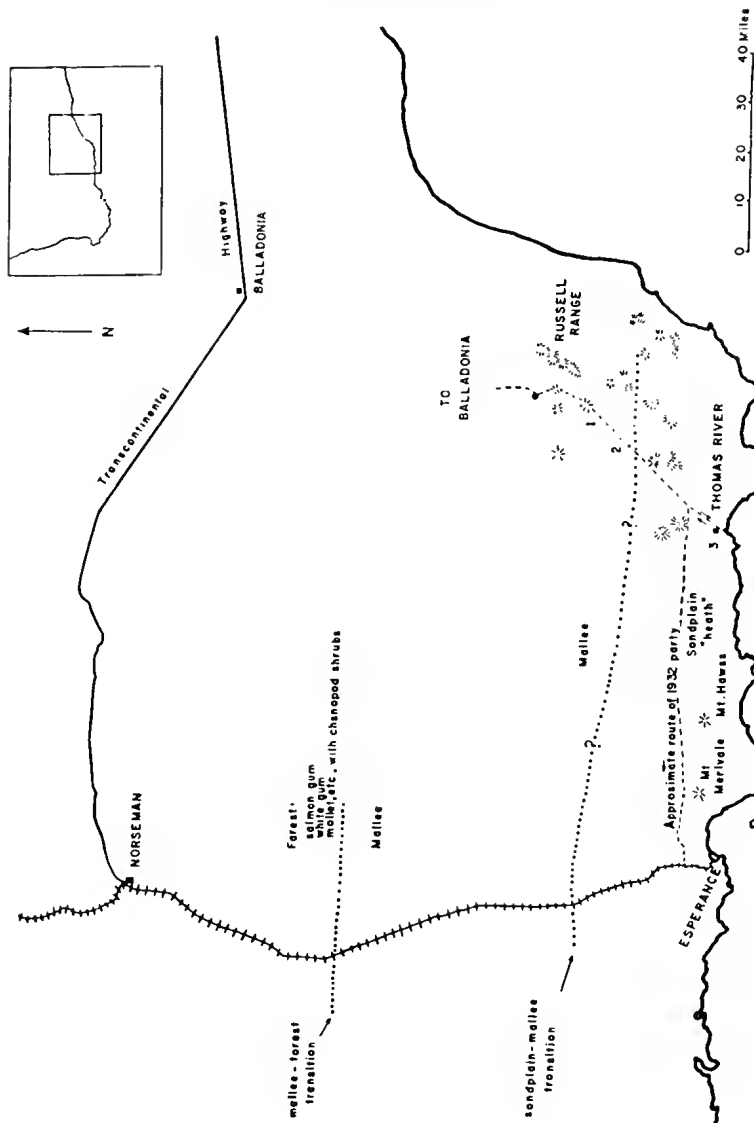 N
Transcontinental
Highway
BALLADONIA
NORSEMAN
Forest:
salmon gum
white gum
mallet, etc., with chenopod shrubs
Mallee
mallee-forest
transition
TO
BALLADONIA
RUSSELL
RANGE
1
2
Mallee
?
?
sandplain-mallee
transition
Approximate route of 1932 party
Sandplain
"heath"
3
THOMAS RIVER
Mt
Merivale
Mt. Hawes
ESPERANCE
0 10 20 30 40 Miles